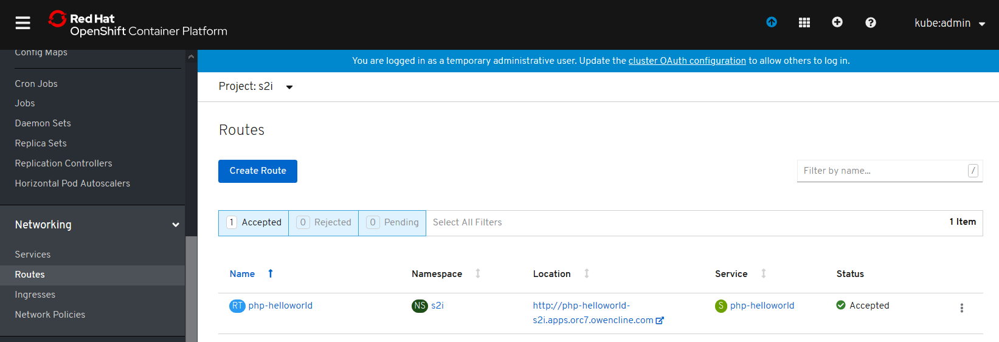 Red Hat
OpenShift Container Platform
kube:admin
Config Maps
Cron Jobs
Jobs
Daemon Sets
Replica Sets
Replication Controllers
Horizontal Pod Autoscalers
Networking
Services
Routes
Ingresses
Network Policies
You are logged in as a temporary administrative user. Update the cluster OAuth configuration to allow others to log in.
Project: s2i
Routes
Create Route
Filter by name... /
1 Accepted 0 Rejected 0 Pending Select All Filters 1 Item
Name Namespace Location Service Status
RT php-helloworld NS s2i http://php-helloworld- S php-helloworld Accepted
s2i.apps.orc7.owencline.com